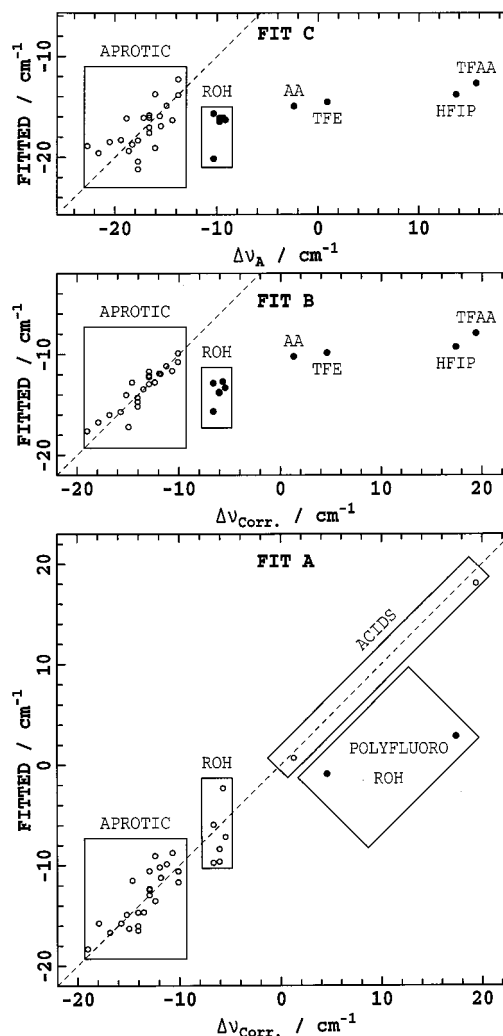 FIT C
APROTIC
ROH
AA
TFE
HFIP
TFAA
FITTED / cm⁻¹
-10
-20
-20
-10
0
10
Δν_A / cm⁻¹
FIT B
APROTIC
ROH
AA
TFE
HFIP
TFAA
FITTED / cm⁻¹
-10
-20
-20
-10
0
10
20
Δν_Corr. / cm⁻¹
FIT A
ACIDS
POLYFLUORO
ROH
ROH
APROTIC
FITTED / cm⁻¹
20
10
0
-10
-20
-20
-10
0
10
20
Δν_Corr. / cm⁻¹